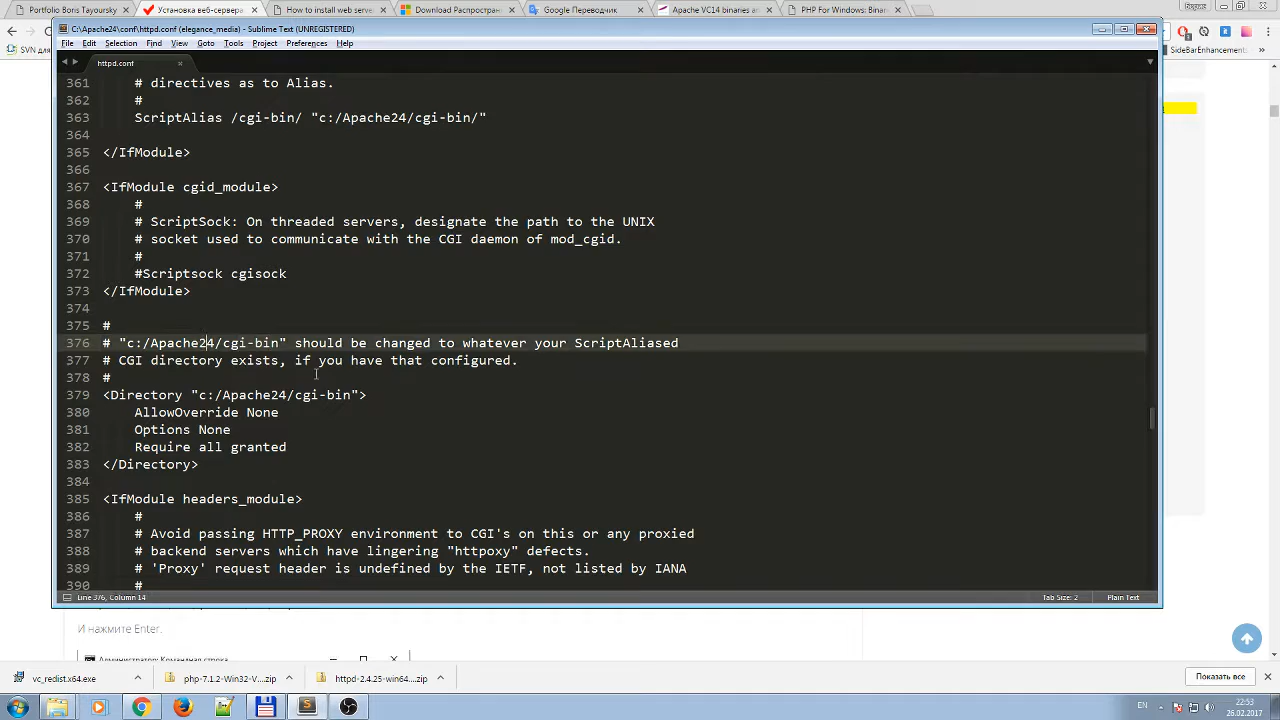 Portfolio Boris Tayoursky
Установка веб-сервера
How to install web serve
Download Распростран
Google Переводчик
Apache VC14 binaries a
PHP For Windows: Binar
C:\Apache24\conf\httpd.conf (elegance_media) - Sublime Text (UNREGISTERED)
File Edit Selection Find View Goto Tools Project Preferences Help
SVN для
SideBarEnhancement
httpd.conf
361 # directives as to Alias.
362 #
363 ScriptAlias /cgi-bin/ "c:/Apache24/cgi-bin/"
364
365 </IfModule>
366
367 <IfModule cgid_module>
368 #
369 # ScriptSock: On threaded servers, designate the path to the UNIX
370 # socket used to communicate with the CGI daemon of mod_cgid.
371 #
372 #Scriptsock cgisock
373 </IfModule>
374
375 #
376 # "c:/Apache24/cgi-bin" should be changed to whatever your ScriptAliased
377 # CGI directory exists, if you have that configured.
378 #
379 <Directory "c:/Apache24/cgi-bin">
380 AllowOverride None
381 Options None
382 Require all granted
383 </Directory>
384
385 <IfModule headers_module>
386 #
387 # Avoid passing HTTP_PROXY environment to CGI's on this or any proxied
388 # backend servers which have lingering "httpoxy" defects.
389 # 'Proxy' request header is undefined by the IETF, not listed by IANA
390 #
Line 376, Column 14
Tab Size: 2
Plain Text
И нажмите Enter.
Администратор: Командная строка
vc_redist.x64.exe
php-7.1.2-Win32-V....zip
httpd-2.4.25-win64....zip
Показать все
EN
22:53
26.02.2017